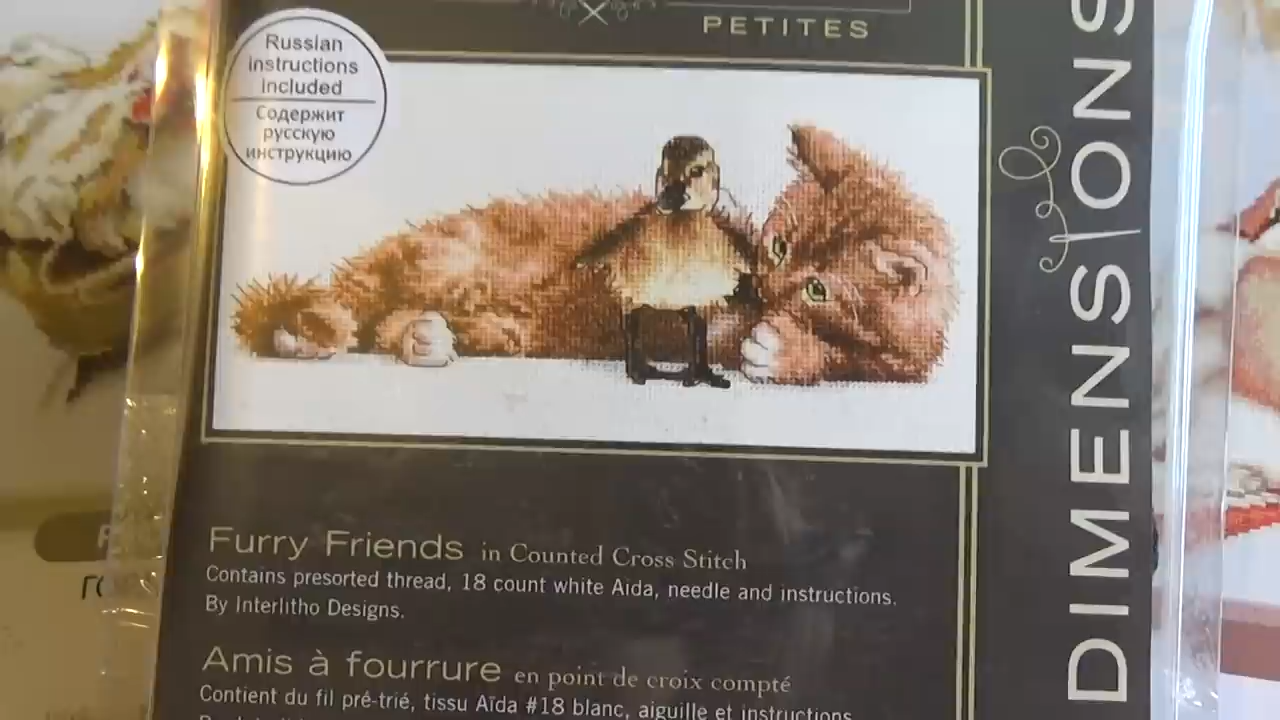 PETITES
Russian
instructions
included
Содержит
русскую
инструкцию
DIMENSIONS
Furry Friends in Counted Cross Stitch
Contains presorted thread, 18 count white Aida, needle and instructions.
By Interlitho Designs.
Amis à fourrure en point de croix compté
Contient du fil pré-trié, tissu Aïda #18 blanc, aiguille et instructions.